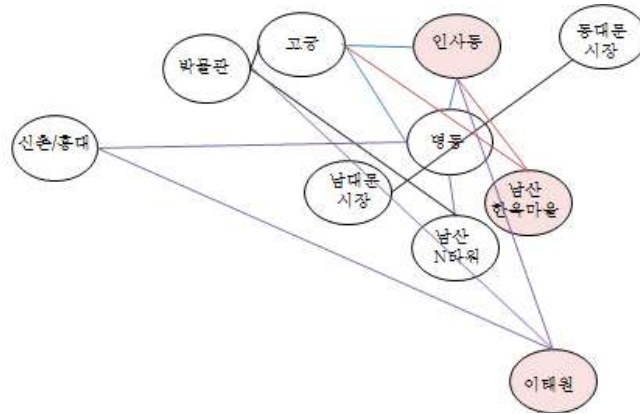 고궁
인사동
동대문
시장
박물관
신촌/홍대
명동
남대문
시장
남산
한옥마을
남산
N타워
이태원